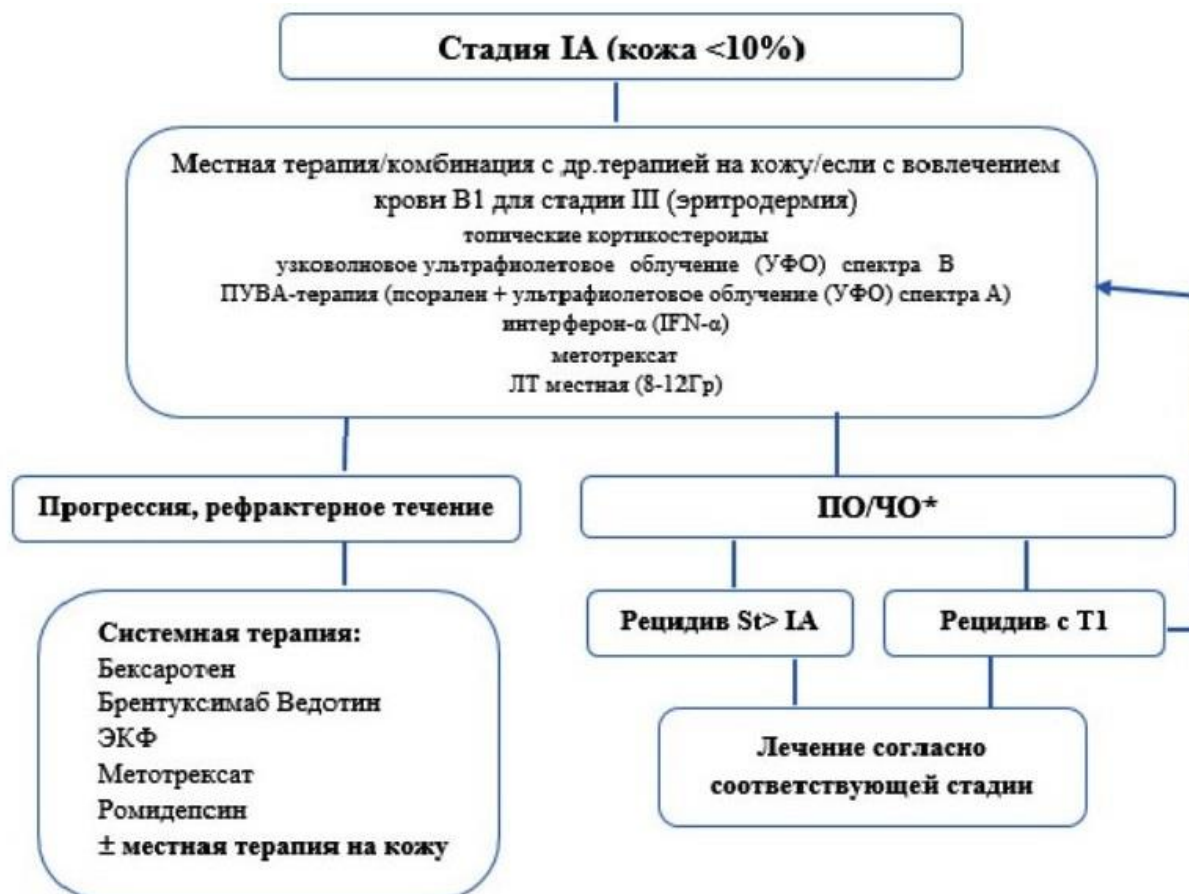 Стадия IA (кожа <10%)
Местная терапия/комбинация с др.терапией на кожу/если с вовлечением
крови B1 для стадии III (эритродермия)
топические кортикостероиды
узковолновое ультрафиолетовое облучение (УФО) спектра В
ПУВА-терапия (псорален + ультрафиолетовое облучение (УФО) спектра А)
интерферон-α (IFN-α)
метотрексат
ЛТ местная (8-12Гр)
Прогрессия, рефрактерное течение
ПО/ЧО*
Системная терапия:
Бексаротен
Брентуксимаб Ведотин
ЭКФ
Метотрексат
Ромидепсин
± местная терапия на кожу
Рецидив St> IA
Рецидив с T1
Лечение согласно
соответствующей стадии